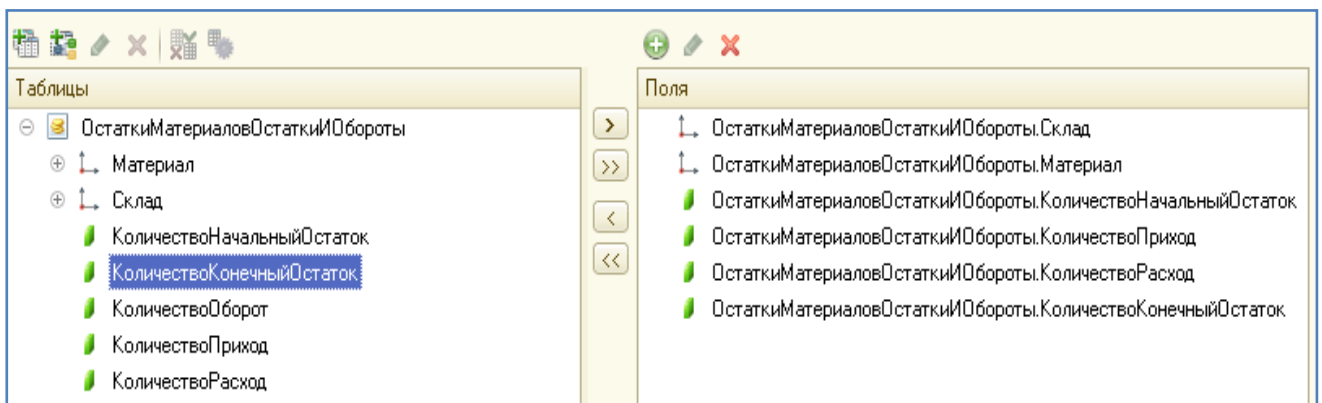 Таблицы
ОстаткиМатериаловОстаткиИОбороты
Материал
Склад
КоличествоНачальныйОстаток
КоличествоКонечныйОстаток
КоличествоОборот
КоличествоПриход
КоличествоРасход
Поля
ОстаткиМатериаловОстаткиИОбороты.Склад
ОстаткиМатериаловОстаткиИОбороты.Материал
ОстаткиМатериаловОстаткиИОбороты.КоличествоНачальныйОстаток
ОстаткиМатериаловОстаткиИОбороты.КоличествоПриход
ОстаткиМатериаловОстаткиИОбороты.КоличествоРасход
ОстаткиМатериаловОстаткиИОбороты.КоличествоКонечныйОстаток